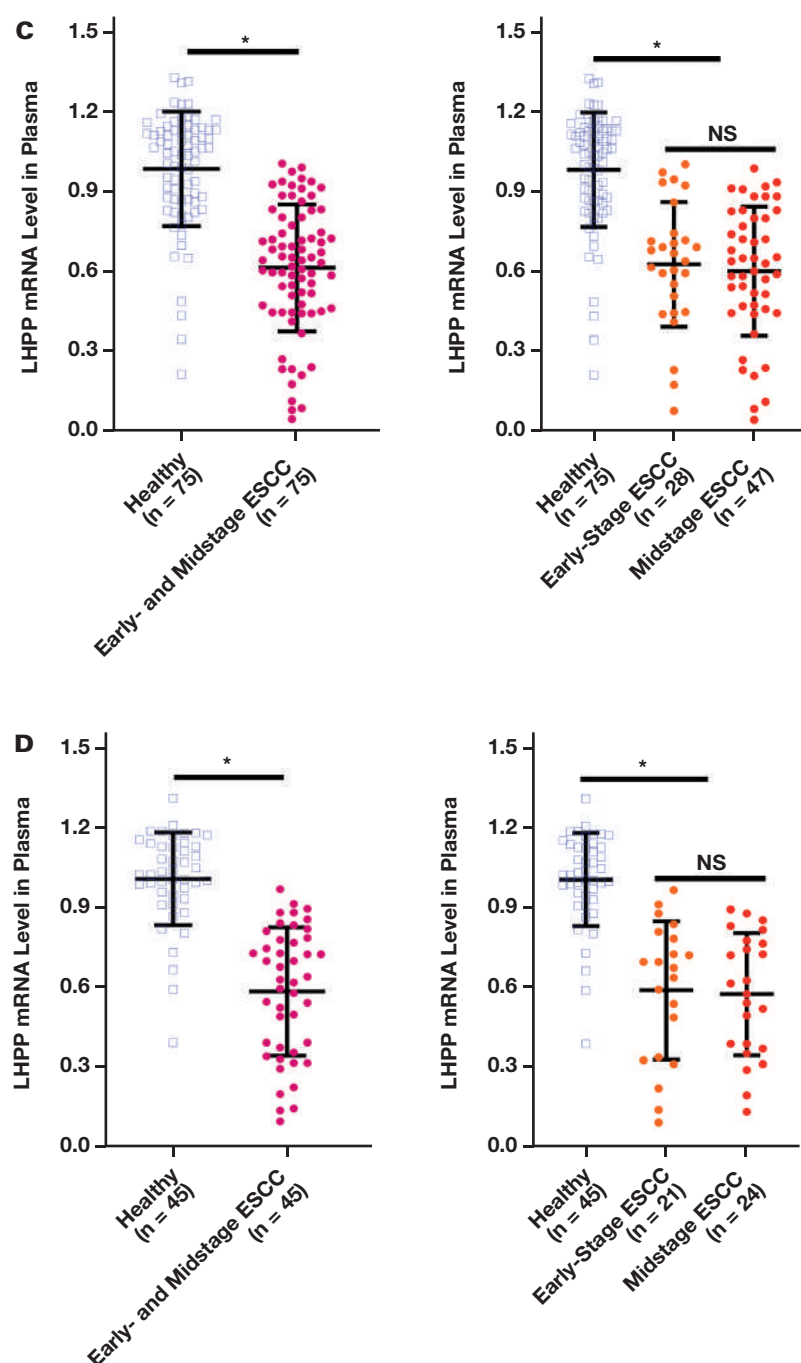 C
LHPP mRNA Level in Plasma
1.5
1.2
0.9
0.6
0.3
0.0
*
Healthy
(n = 75)
Early- and Midstage ESCC
(n = 75)
LHPP mRNA Level in Plasma
1.5
1.2
0.9
0.6
0.3
0.0
*
NS
Healthy
(n = 75)
Early-Stage ESCC
(n = 28)
Midstage ESCC
(n = 47)
D
LHPP mRNA Level in Plasma
1.5
1.2
0.9
0.6
0.3
0.0
*
Healthy
(n = 45)
Early- and Midstage ESCC
(n = 45)
LHPP mRNA Level in Plasma
1.5
1.2
0.9
0.6
0.3
0.0
*
NS
Healthy
(n = 45)
Early-Stage ESCC
(n = 21)
Midstage ESCC
(n = 24)